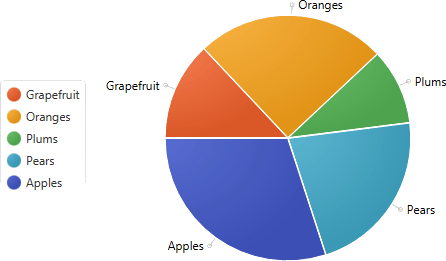 Grapefruit
Oranges
Plums
Pears
Apples
Oranges
Grapefruit
Plums
Pears
Apples